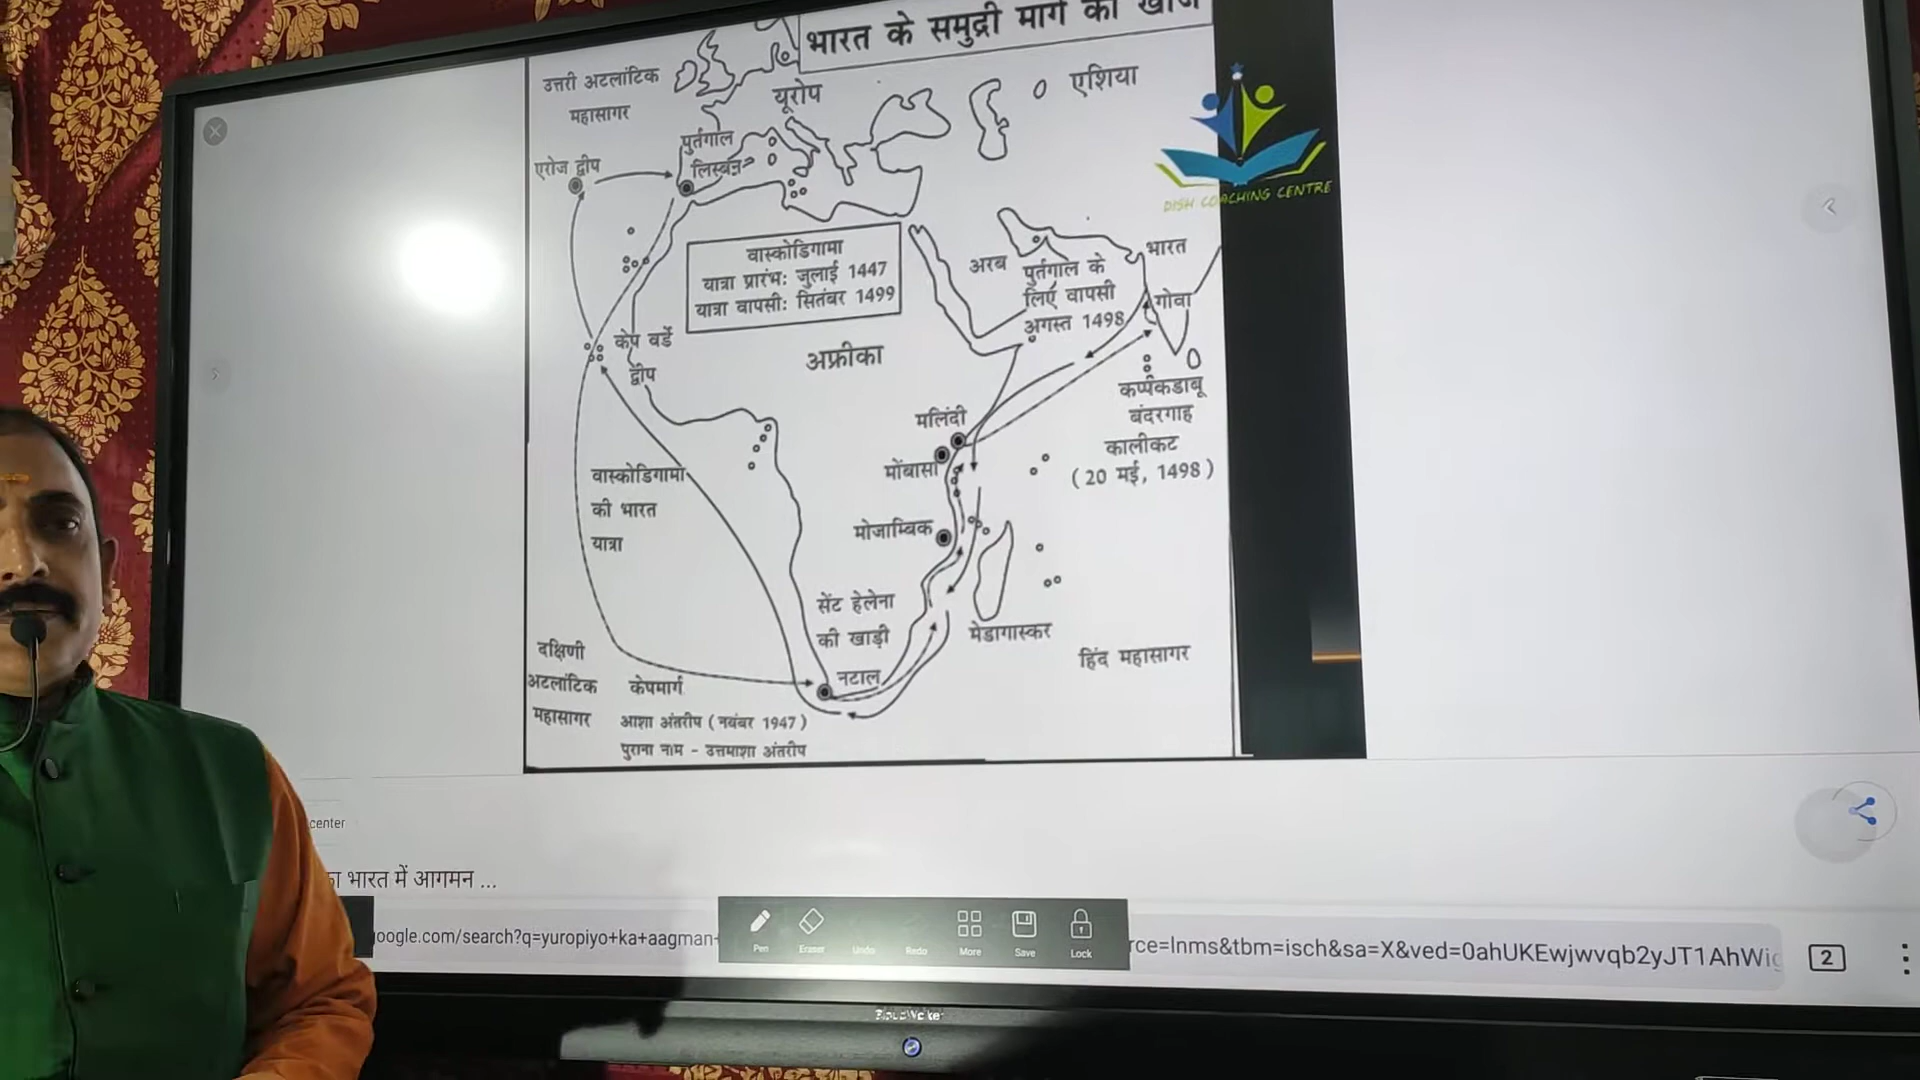 भारत के समुद्री मार्ग की खोज
उत्तरी अटलांटिक
महासागर
यूरोप
एशिया
पुर्तगाल
लिस्बन
एरोज द्वीप
DISH COACHING CENTRE
वास्कोडिगामा
यात्रा प्रारंभ: जुलाई 1447
यात्रा वापसी: सितंबर 1499
अरब
पुर्तगाल के
लिए वापसी
अगस्त 1498
भारत
गोवा
केप वर्डे
द्वीप
अफ्रीका
कर्प्पकडाबू
बंदरगाह
कालीकट
(20 मई, 1498)
मलिंदी
मोंबासा
वास्कोडिगामा
की भारत
यात्रा
मोजाम्बिक
सेंट हेलेना
की खाड़ी
मेडागास्कर
हिंद महासागर
नटाल
दक्षिणी
अटलांटिक
महासागर
केपमार्ग
आशा अंतरीप (नवंबर 1947)
पुराना नाम - उत्तमाशा अंतरीप
center
भारत में आगमन ...
oogle.com/search?q=yuropiyo+ka+aagman+
rce=lnms&tbm=isch&sa=X&ved=0ahUKEwjwvqb2yJT1AhWig
2
Pen
Eraser
Undo
Redo
More
Save
Lock